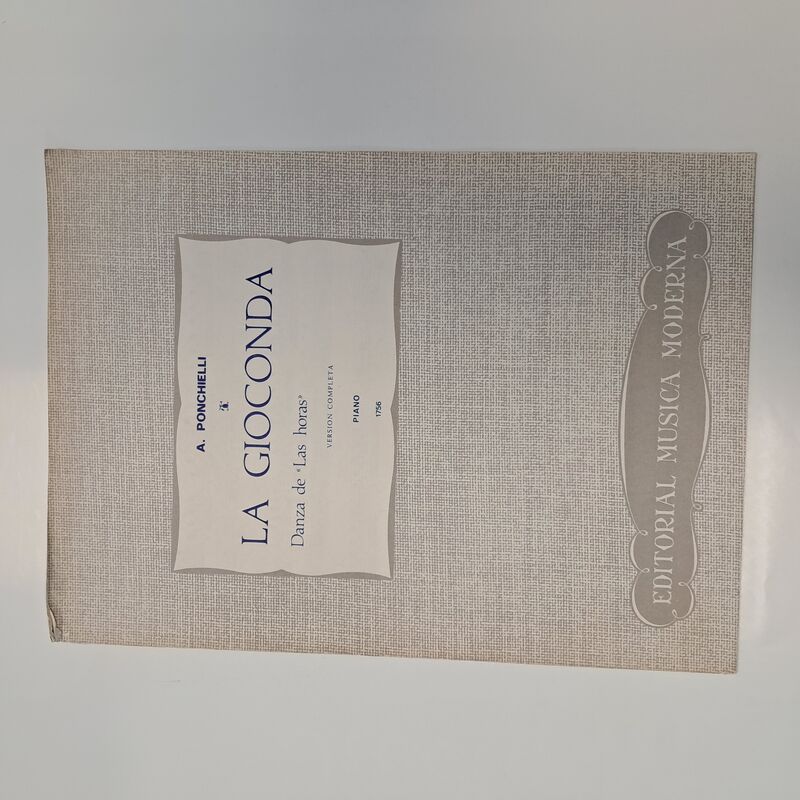 A. PONCHIELLI
LA GIOCONDA
Danza de «Las horas»
VERSION COMPLETA
PIANO
1756
EDITORIAL MUSICA MODERNA